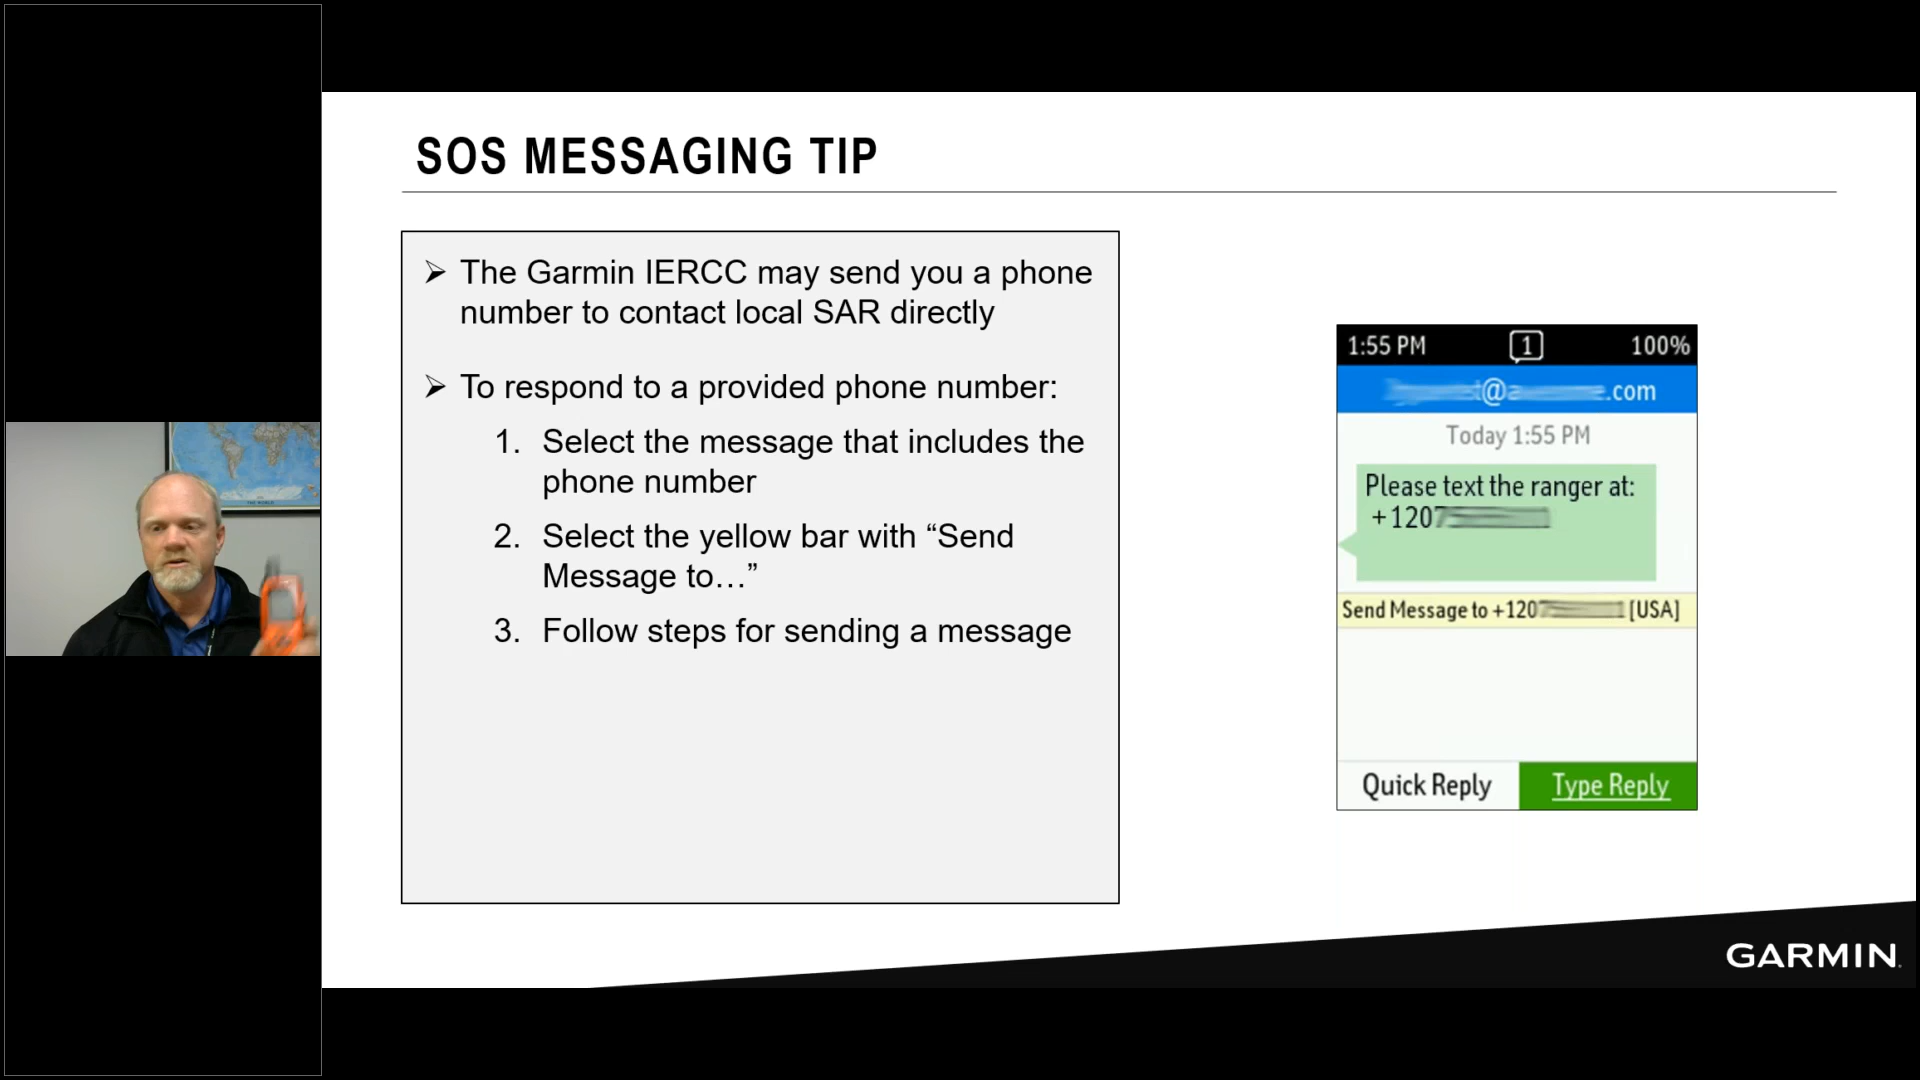 SOS MESSAGING TIP
➢ The Garmin IERCC may send you a phone
number to contact local SAR directly
➢ To respond to a provided phone number:
1. Select the message that includes the
phone number
2. Select the yellow bar with “Send
Message to…”
3. Follow steps for sending a message
1:55 PM 1 100%
@ .com
Today 1:55 PM
Please text the ranger at:
+1207
Send Message to +120 [USA]
Quick Reply Type Reply
GARMIN